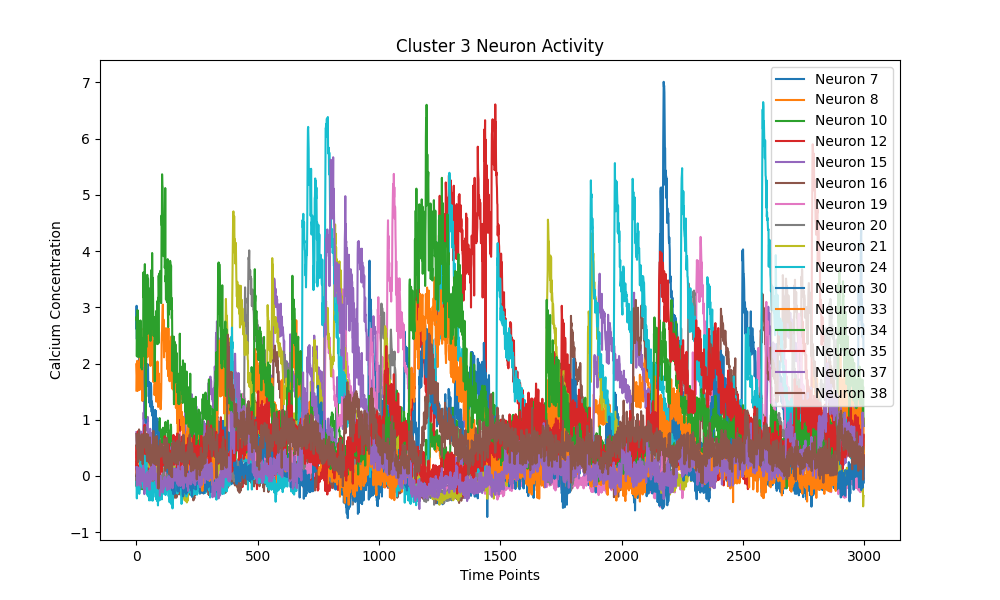 Cluster 3 Neuron Activity
Calcium Concentration
7
6
5
4
3
2
1
0
−1
0
500
1000
1500
2000
2500
3000
Time Points
Neuron 7
Neuron 8
Neuron 10
Neuron 12
Neuron 15
Neuron 16
Neuron 19
Neuron 20
Neuron 21
Neuron 24
Neuron 30
Neuron 33
Neuron 34
Neuron 35
Neuron 37
Neuron 38